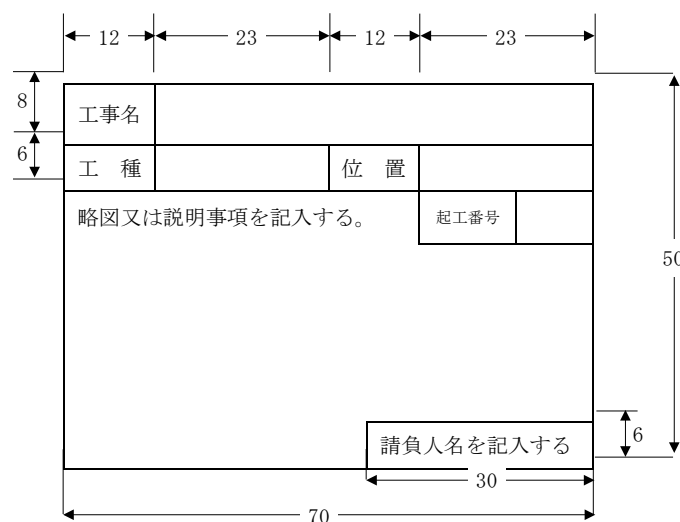 12 23 12 23
8
工事名
6
工 種 位 置
略図又は説明事項を記入する。 起工番号
50
請負人名を記入する 6
30
70